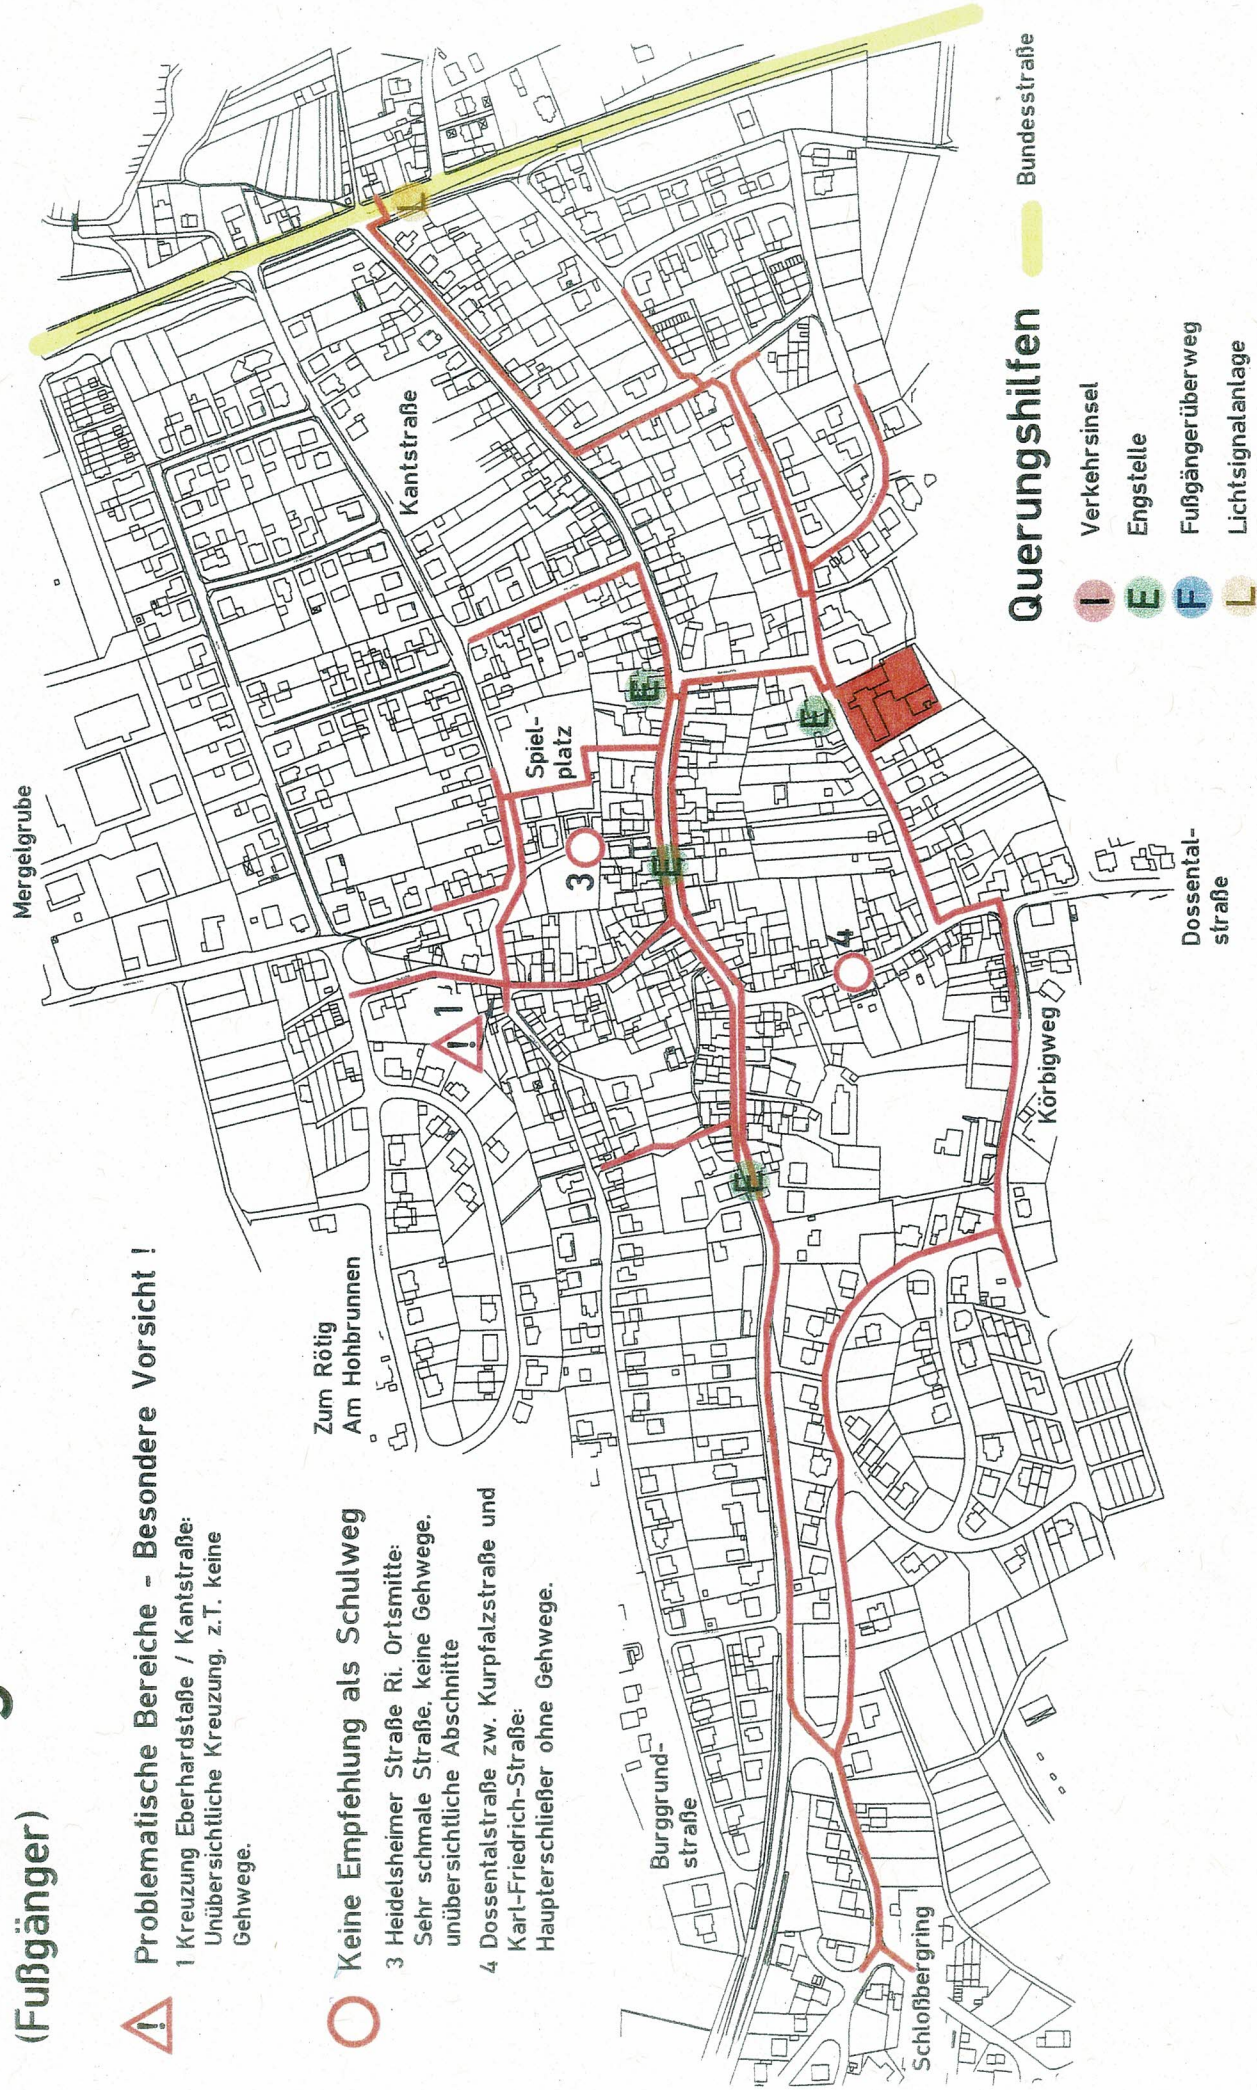 (Fußgänger)
! Problematische Bereiche - Besondere Vorsicht !
1 Kreuzung Eberhardstaße / Kantstraße:
Unübersichtliche Kreuzung, z.T. keine
Gehwege.
Keine Empfehlung als Schulweg
3 Heidelsheimer Straße Ri. Ortsmitte:
Sehr schmale Straße, keine Gehwege,
unübersichtliche Abschnitte
4 Dossentalstraße zw. Kurpfalzstraße und
Karl-Friedrich-Straße:
Haupterschließer ohne Gehwege.
Mergelgrube
Zum Rötig
Am Hohbrunnen
! 1
Kantstraße
Spiel-
platz
3
E
E
E
E
L
4
Burggrund-
straße
Schloßbergring
Körbigweg
Dossental-
straße
Querungshilfen
Bundesstraße
I Verkehrsinsel
E Engstelle
F Fußgängerüberweg
L Lichtsignalanlage